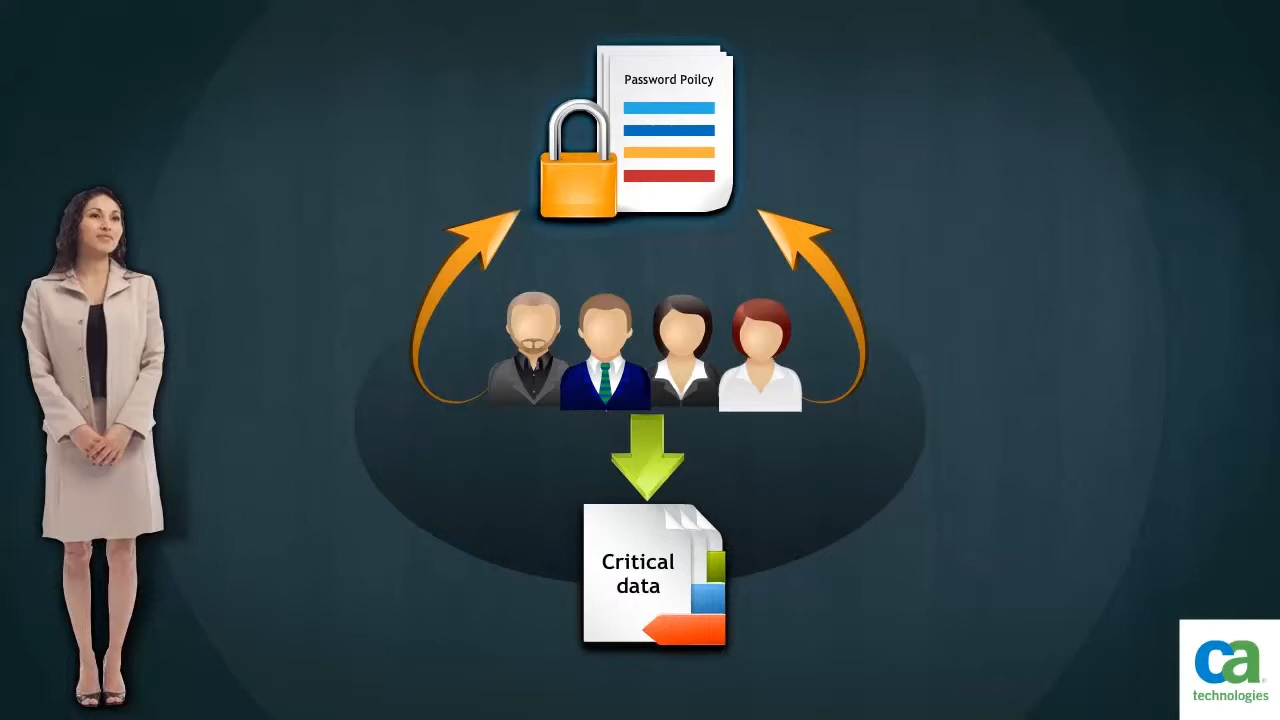 Password Poilcy
Critical
data
ca
technologies